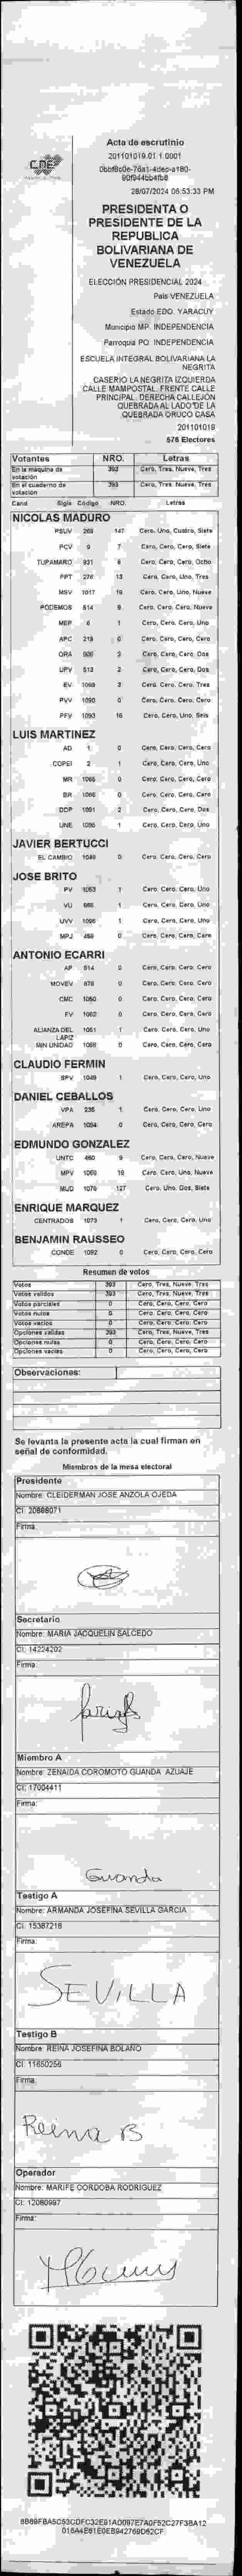 CNE
Acta de escrutinio
201101019.01.1.0001
28/07/2024 06:53:33 PM
PRESIDENTA O
PRESIDENTE DE LA
REPUBLICA
BOLIVARIANA DE
VENEZUELA
ELECCIÓN PRESIDENCIAL 2024
País VENEZUELA
Estado EDO. YARACUY
Municipio MP. INDEPENDENCIA
Parroquia PQ. INDEPENDENCIA
ESCUELA INTEGRAL BOLIVARIANA LA
NEGRITA
CASERIO LA NEGRITA IZQUIERDA
CALLE MAMPOSTAL. FRENTE CALLE
PRINCIPAL. DERECHA CALLEJÓN
QUEBRADA AL LADO DE LA
QUEBRADA ORUCO CASA
201101019
576 Electores
Votantes NRO. Letras
En la máquina de votación 393 Cero, Tres, Nueve, Tres
En el cuaderno de votación 393 Cero, Tres, Nueve, Tres
Cand Sigla Código NRO. Letras
NICOLAS MADURO
PSUV 269 147 Cero, Uno, Cuatro, Siete
PCV 9 7 Cero, Cero, Cero, Siete
TUPAMARO 931 8 Cero, Cero, Cero, Ocho
PPT 276 13 Cero, Cero, Uno, Tres
MSV 1017 19 Cero, Cero, Uno, Nueve
PODEMOS 514 9 Cero, Cero, Cero, Nueve
MEP 6 1 Cero, Cero, Cero, Uno
APC 219 0 Cero, Cero, Cero, Cero
ORA 906 2 Cero, Cero, Cero, Dos
UPV 513 2 Cero, Cero, Cero, Dos
EV 1069 3 Cero, Cero, Cero, Tres
PVV 1090 0 Cero, Cero, Cero, Cero
PFV 1093 16 Cero, Cero, Uno, Seis
LUIS MARTINEZ
AD 1 0 Cero, Cero, Cero, Cero
COPEI 2 1 Cero, Cero, Cero, Uno
MR 1065 0 Cero, Cero, Cero, Cero
BR 1066 0 Cero, Cero, Cero, Cero
DDP 1091 2 Cero, Cero, Cero, Dos
UNE 1095 1 Cero, Cero, Cero, Uno
JAVIER BERTUCCI
EL CAMBIO 1080 0 Cero, Cero, Cero, Cero
JOSE BRITO
PV 1053 1 Cero, Cero, Cero, Uno
VU 966 1 Cero, Cero, Cero, Uno
UVV 1096 1 Cero, Cero, Cero, Uno
MPJ 459 0 Cero, Cero, Cero, Cero
ANTONIO ECARRI
AP 914 0 Cero, Cero, Cero, Cero
MOVEV 978 0 Cero, Cero, Cero, Cero
CMC 1050 0 Cero, Cero, Cero, Cero
FV 1062 0 Cero, Cero, Cero, Cero
ALIANZA DEL LAPIZ 1051 1 Cero, Cero, Cero, Uno
MIN UNIDAD 1068 0 Cero, Cero, Cero, Cero
CLAUDIO FERMIN
SPV 1049 1 Cero, Cero, Cero, Uno
DANIEL CEBALLOS
VPA 235 1 Cero, Cero, Cero, Uno
AREPA 1094 0 Cero, Cero, Cero, Cero
EDMUNDO GONZALEZ
UNTC 460 9 Cero, Cero, Cero, Nueve
MPV 1060 19 Cero, Cero, Uno, Nueve
MUD 1076 127 Cero, Uno, Dos, Siete
ENRIQUE MARQUEZ
CENTRADOS 1073 1 Cero, Cero, Cero, Uno
BENJAMIN RAUSSEO
CONDE 1082 0 Cero, Cero, Cero, Cero
Resumen de votos
Votos 393 Cero, Tres, Nueve, Tres
Votos validos 393 Cero, Tres, Nueve, Tres
Votos parciales 0 Cero, Cero, Cero, Cero
Votos nulos 0 Cero, Cero, Cero, Cero
Votos vacíos 0 Cero, Cero, Cero, Cero
Opciones validas 393 Cero, Tres, Nueve, Tres
Opciones nulas 0 Cero, Cero, Cero, Cero
Opciones vacías 0 Cero, Cero, Cero, Cero
Observaciones:
Se levanta la presente acta la cual firman en
señal de conformidad.
Miembros de la mesa electoral
Presidente
Nombre: CLEIDERMAN JOSE ANZOLA OJEDA
CI: 20888071
Firma:
Secretario
Nombre: MARIA JACQUELIN SALCEDO
CI: 14224202
Firma:
Miembro A
Nombre: ZENAIDA COROMOTO GUANDA AZUAJE
CI: 17004411
Firma:
Guanda
Testigo A
Nombre: ARMANDA JOSEFINA SEVILLA GARCIA
CI: 15387218
Firma:
SEVILLA
Testigo B
Nombre: REINA JOSEFINA BOLAÑO
CI: 11650256
Firma:
Reina B
Operador
Nombre: MARIFE CORDOBA RODRIGUEZ
CI: 12080997
Firma: